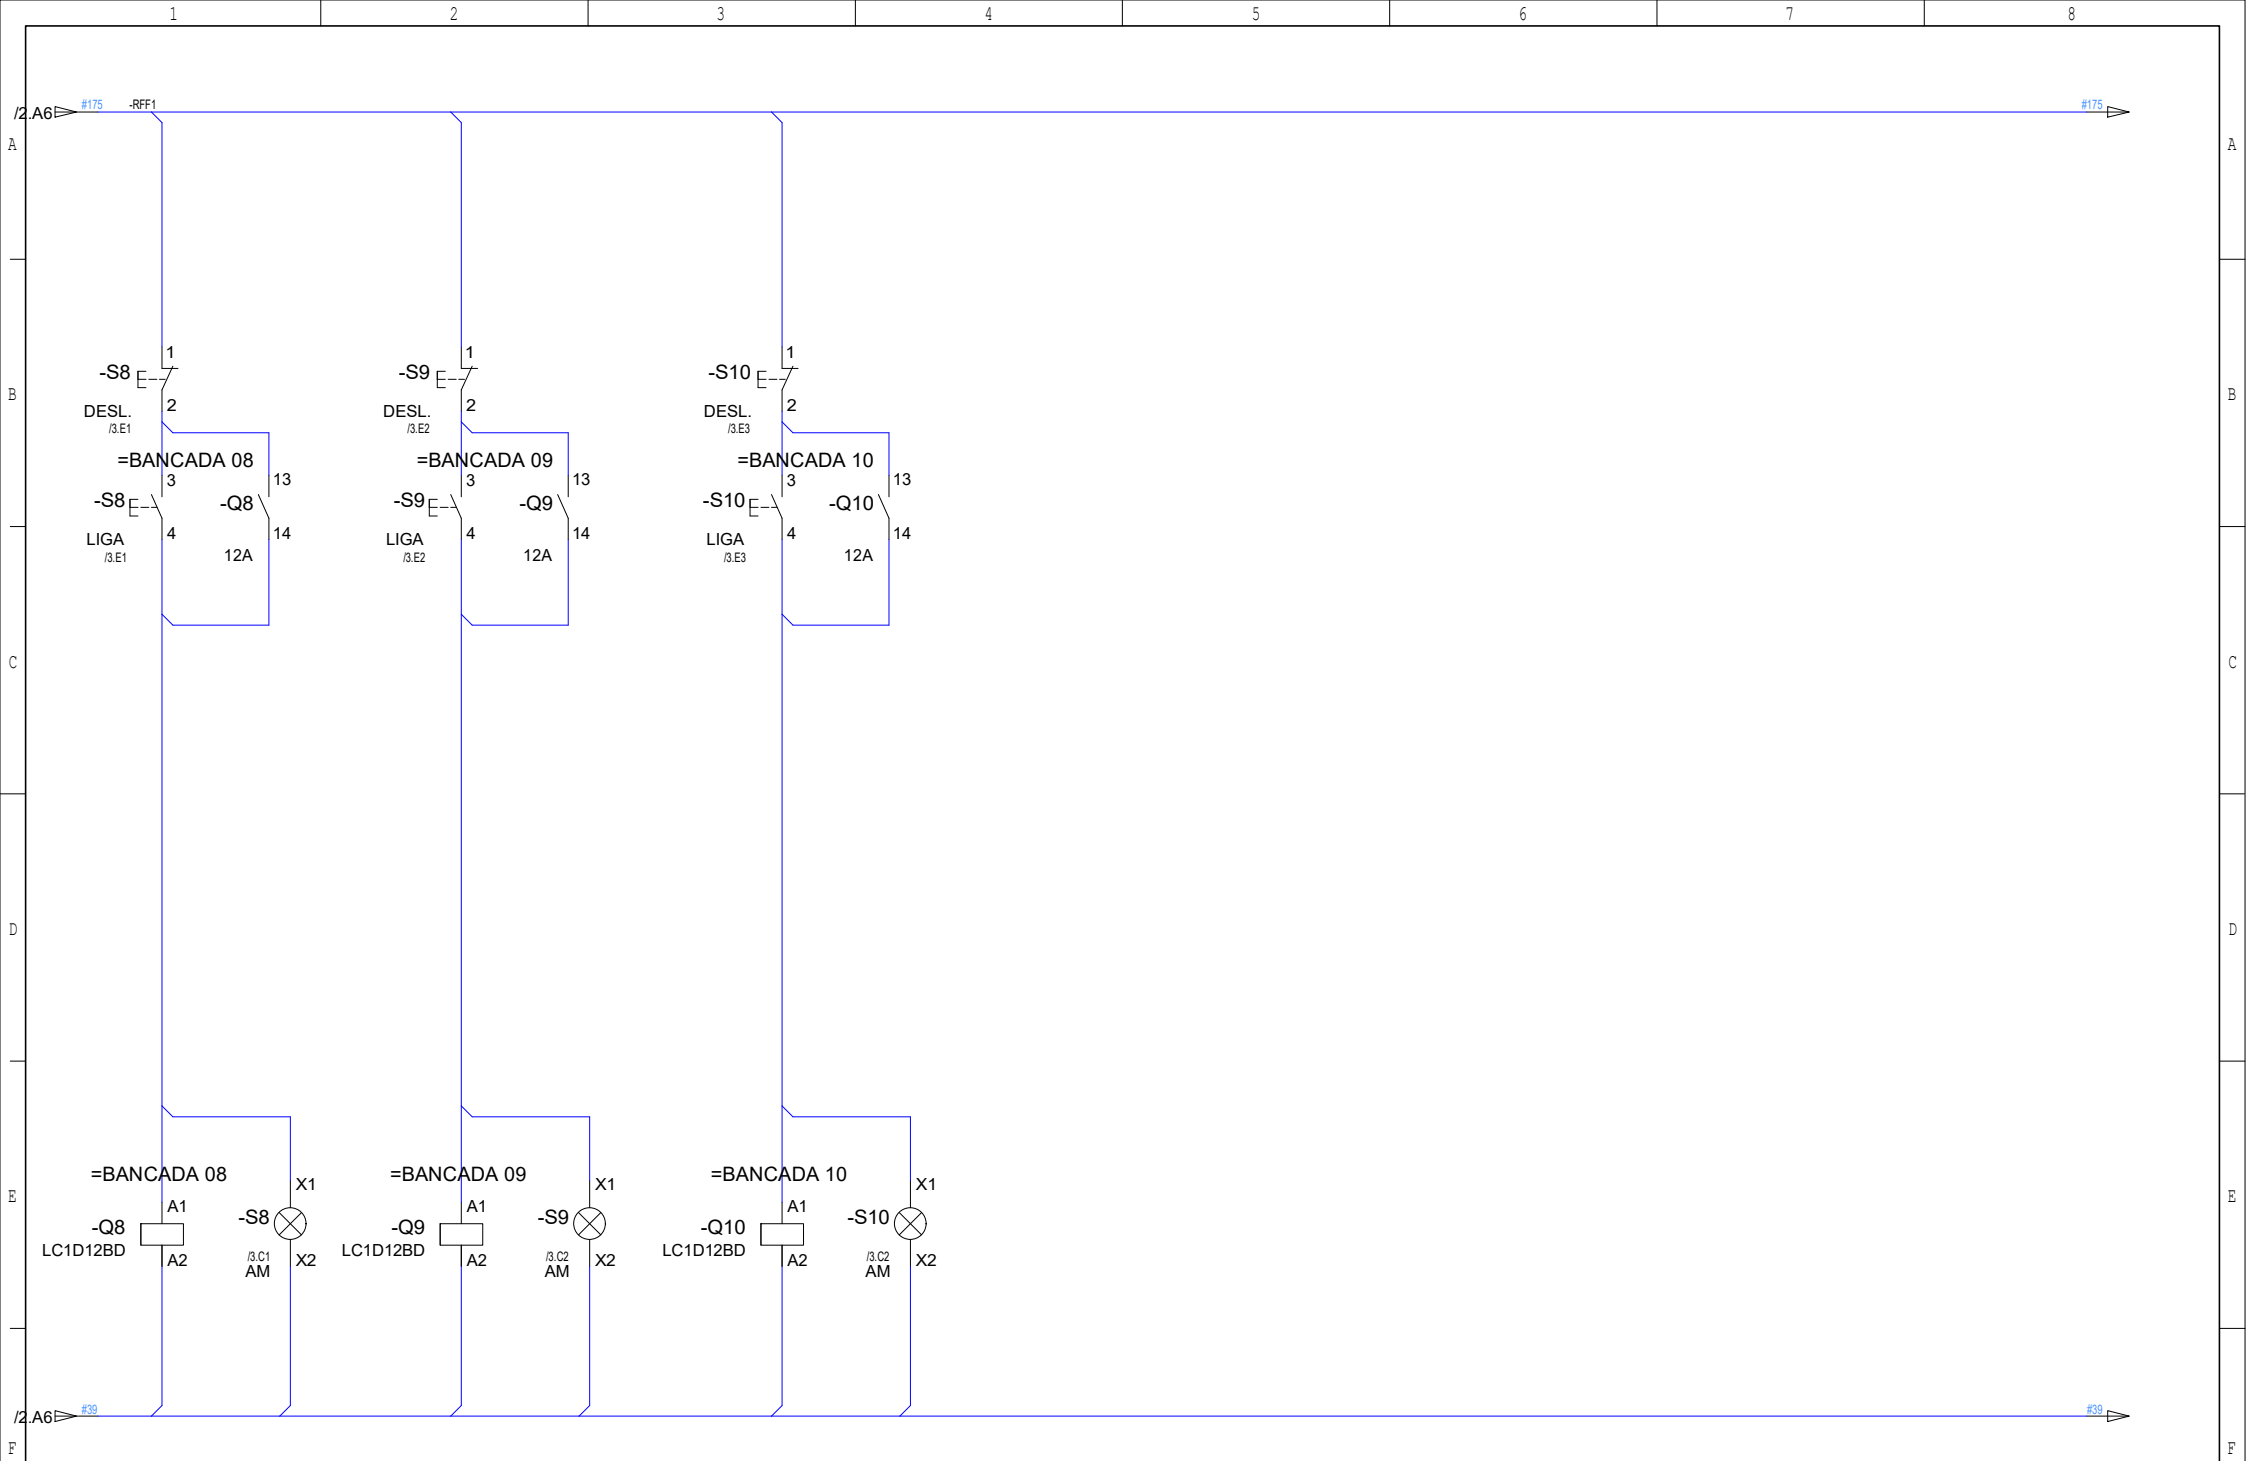 1 2 3 4 5 6 7 8
/2.A6 #175 -RFF1 #175
A A
1 1 1
-S8 -S9 -S10
B B
2 2 2
DESL. DESL. DESL.
/3.E1 /3.E2 /3.E3
=BANCADA 08 =BANCADA 09 =BANCADA 10
3 13 3 13 3 13
-S8 -Q8 -S9 -Q9 -S10 -Q10
4 14 4 14 4 14
LIGA LIGA LIGA
/3.E1 12A /3.E2 12A /3.E3 12A
C C
D D
=BANCADA 08 =BANCADA 09 =BANCADA 10
X1 X1 X1
E E
A1 A1 A1
-Q8 -S8 -Q9 -S9 -Q10 -S10
LC1D12BD LC1D12BD LC1D12BD
A2 /3.C1 X2 A2 /3.C2 X2 A2 /3.C2 X2
AM AM AM
/2.A6 #39 #39
F F